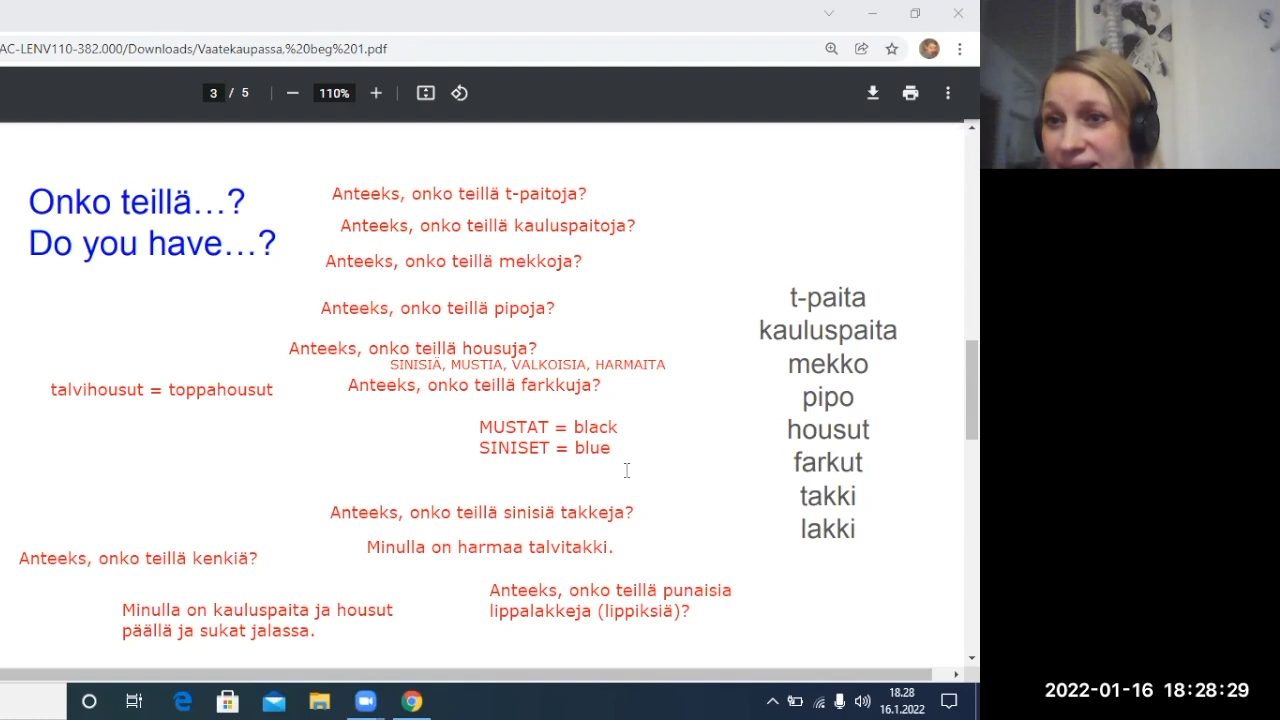 AC-LENV110-382.000/Downloads/Vaatekaupassa,%20beg%201.pdf
3 / 5
110%
Onko teillä…?
Do you have…?
Anteeks, onko teillä t-paitoja?
Anteeks, onko teillä kauluspaitoja?
Anteeks, onko teillä mekkoja?
Anteeks, onko teillä pipoja?
Anteeks, onko teillä housuja?
SINISIÄ, MUSTIA, VALKOISIA, HARMAITA
talvihousut = toppahousut
Anteeks, onko teillä farkkuja?
MUSTAT = black
SINISET = blue
Anteeks, onko teillä sinisiä takkeja?
Minulla on harmaa talvitakki.
Anteeks, onko teillä kenkiä?
Anteeks, onko teillä punaisia
lippalakkeja (lippiksiä)?
Minulla on kauluspaita ja housut
päällä ja sukat jalassa.
t-paita
kauluspaita
mekko
pipo
housut
farkut
takki
lakki
18.28
16.1.2022
2022-01-16 18:28:29